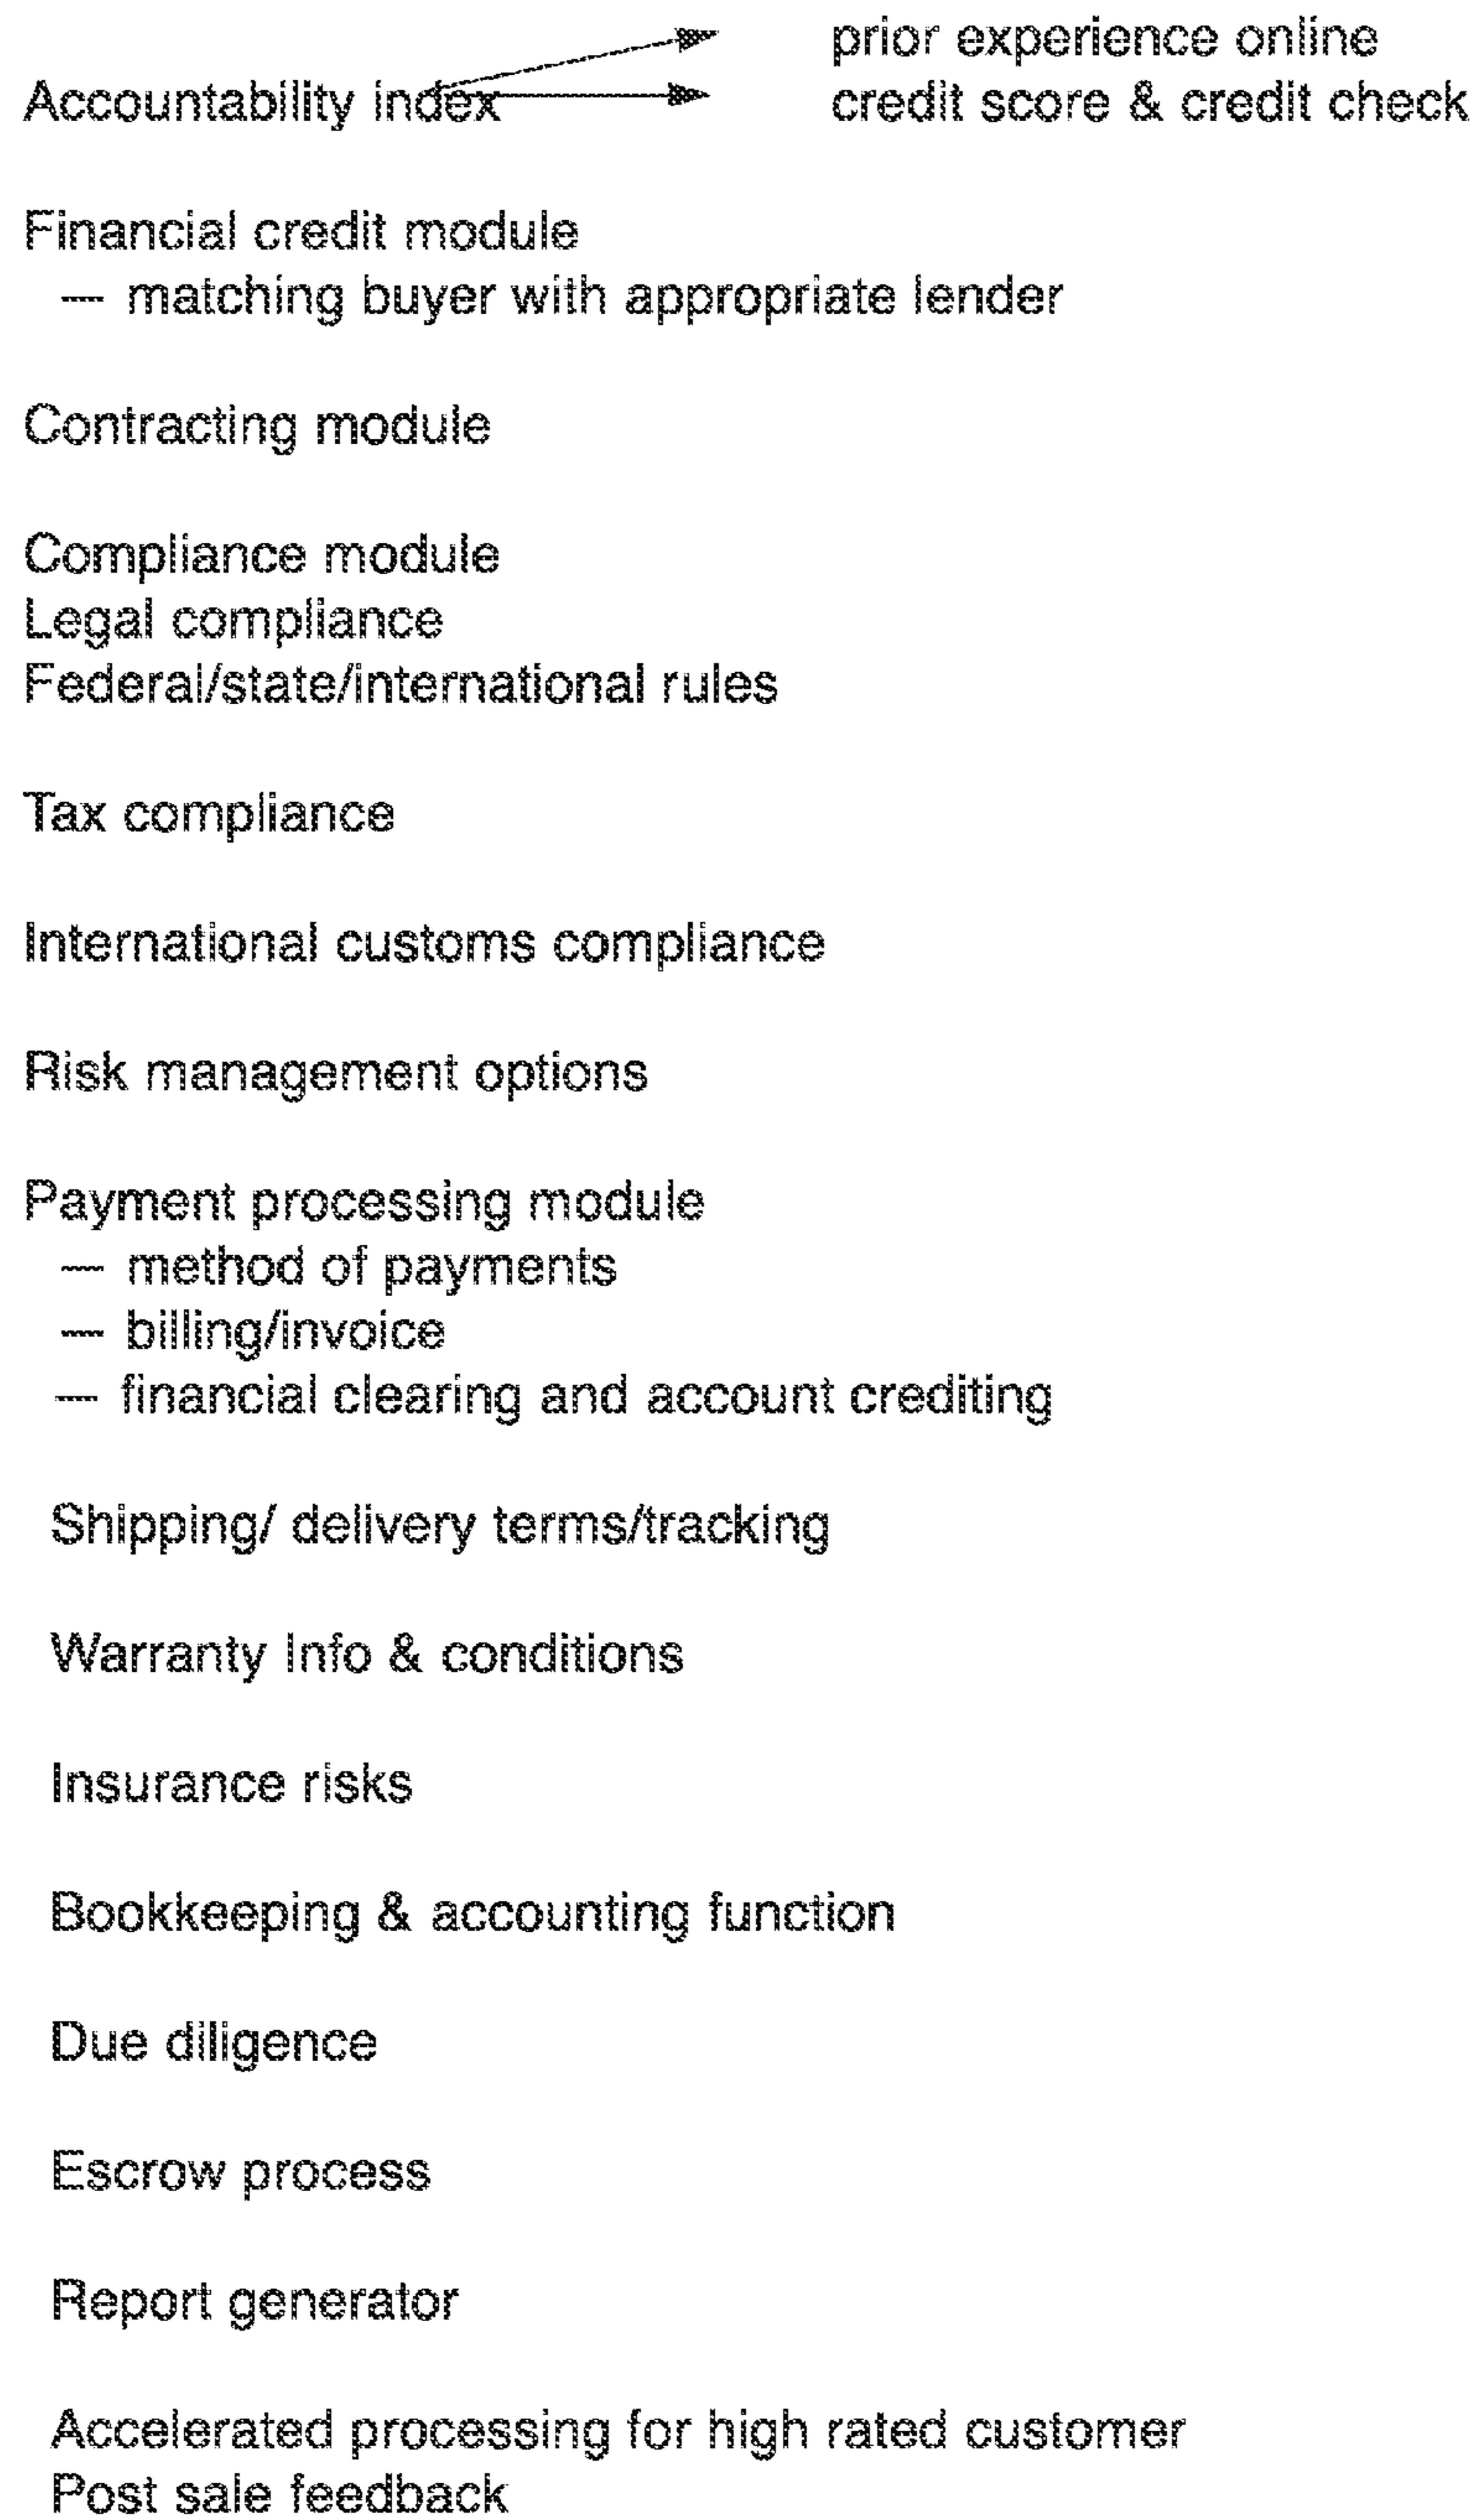 prior experience online
Accountability index credit score & credit check
Financial credit module
— matching buyer with appropriate lender
Contracting module
Compliance module
Legal compliance
Federal/state/international rules
Tax compliance
International customs compliance
Risk management options
Payment processing module
— method of payments
— billing/invoice
— financial clearing and account crediting
Shipping/ delivery terms/tracking
Warranty Info & conditions
Insurance risks
Bookkeeping & accounting function
Due diligence
Escrow process
Report generator
Accelerated processing for high rated customer
Post sale feedback